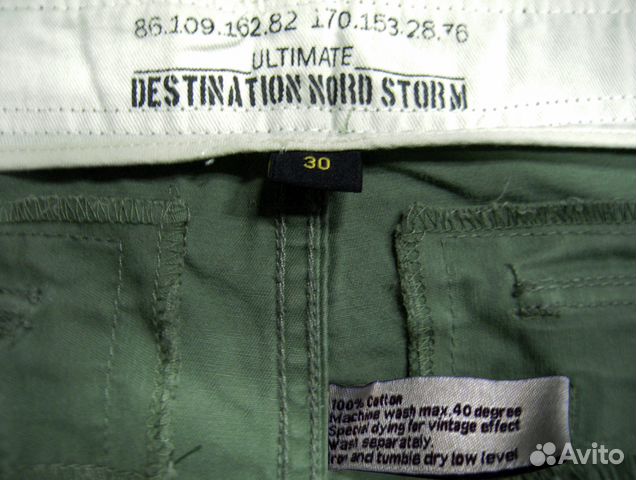 86.109.162.82 170.153.28.76
ULTIMATE
DESTINATION NORD STORM
30
100% Cotton
Machine wash max. 40 degree
Special dying for vintage effect
Wast separately.
and tumble dry low level
Avito